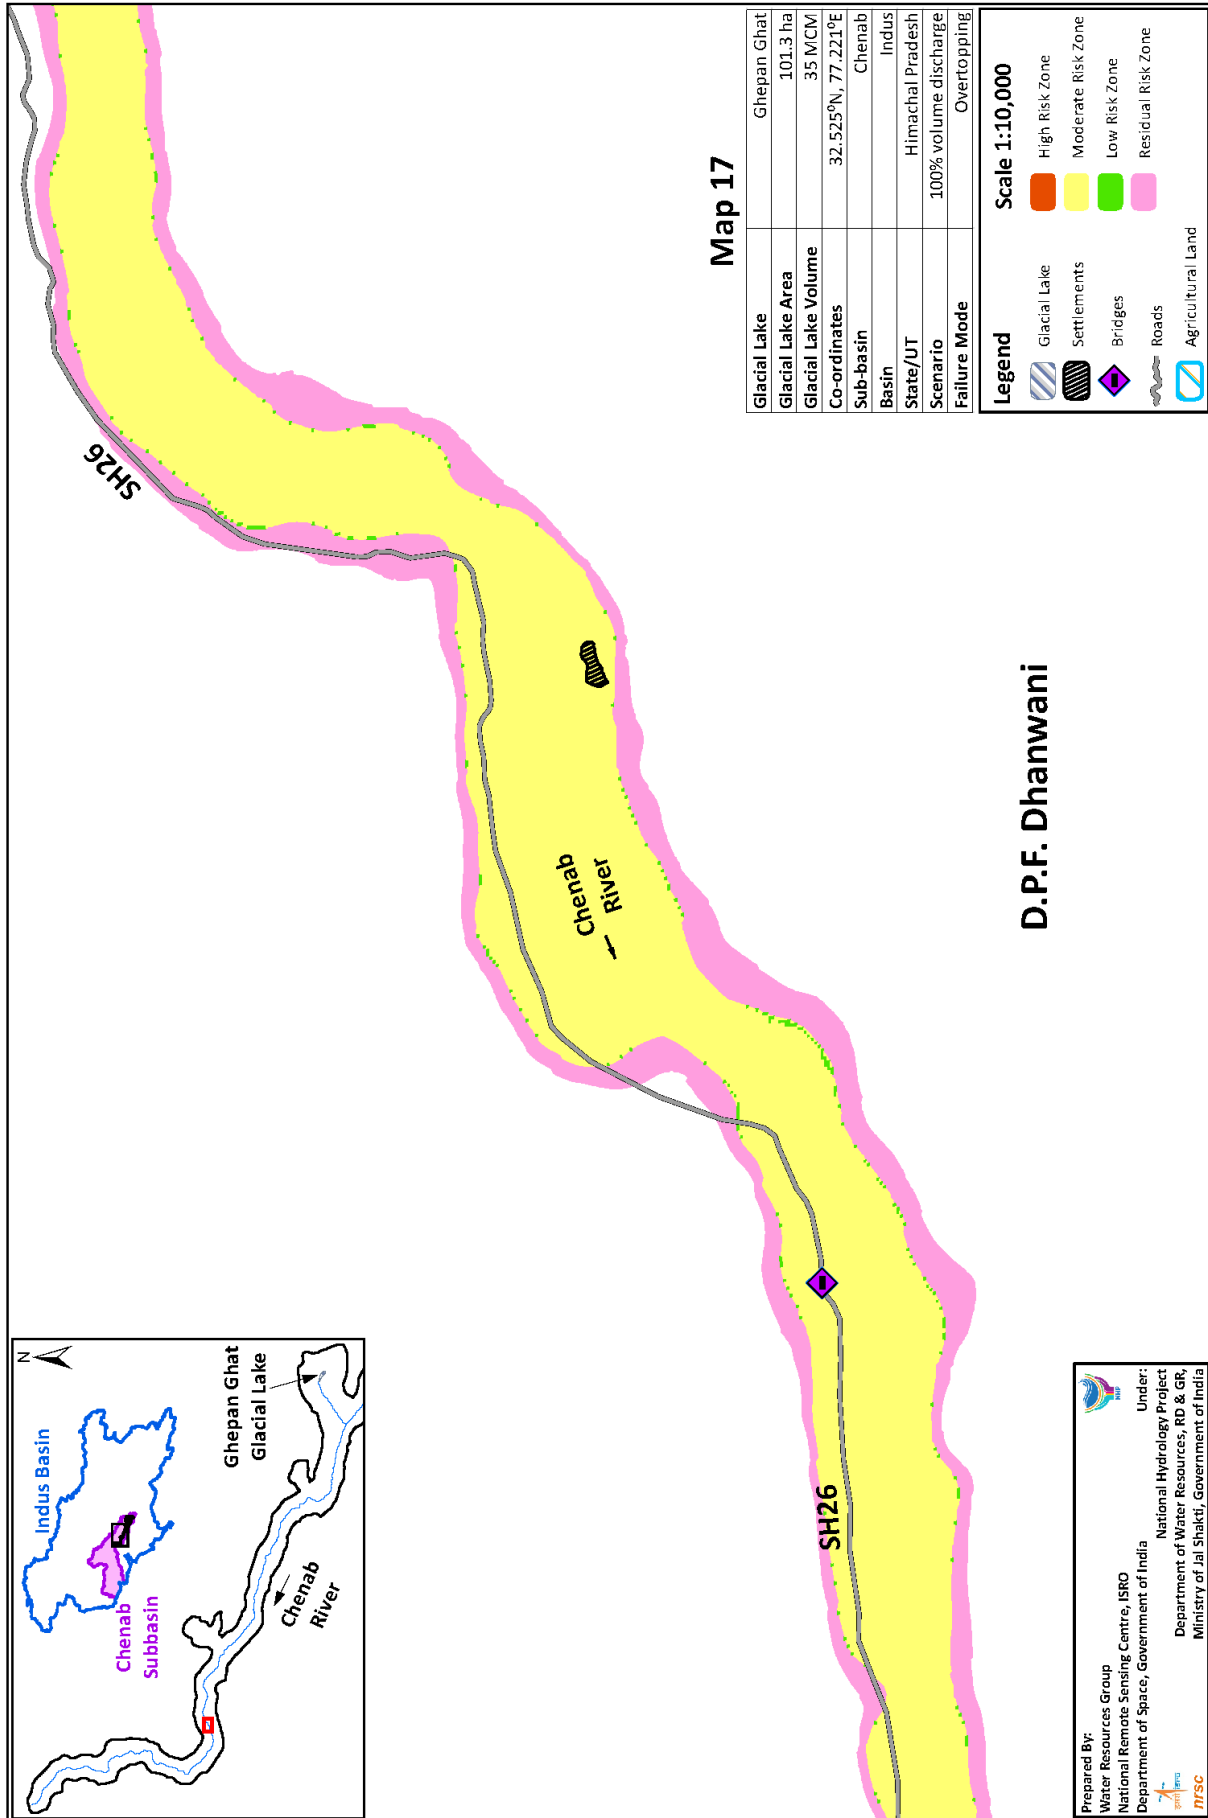 N
Indus Basin
Chenab
Subbasin
Ghepan Ghat
Glacial Lake
Chenab
River
SH26
SH26
Chenab
River
D.P.F. Dhanwani
Map 17
Glacial Lake Ghepan Ghat
Glacial Lake Area 101.3 ha
Glacial Lake Volume 35 MCM
Co-ordinates 32.525⁰N, 77.221⁰E
Sub-basin Chenab
Basin Indus
State/UT Himachal Pradesh
Scenario 100% volume discharge
Failure Mode Overtopping
Legend
Scale 1:10,000
Glacial Lake
Settlements
Bridges
Roads
Agricultural Land
High Risk Zone
Moderate Risk Zone
Low Risk Zone
Residual Risk Zone
Prepared By:
Water Resources Group
National Remote Sensing Centre, ISRO
Department of Space, Government of India
Under:
National Hydrology Project
Department of Water Resources, RD & GR,
Ministry of Jal Shakti, Government of India
इसरो isro
nrsc
NHP